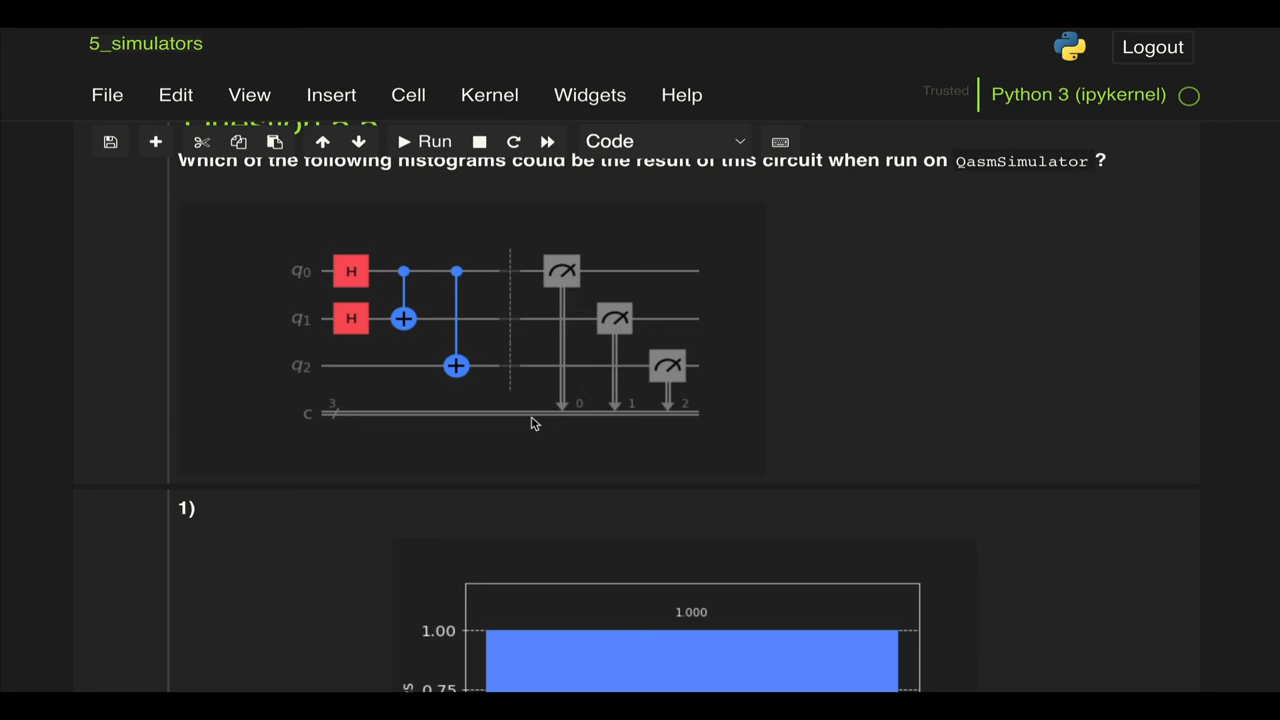 5_simulators
Logout
File Edit View Insert Cell Kernel Widgets Help
Trusted
Python 3 (ipykernel)
Run
Code
Which of the following histograms could be the result of this circuit when run on QasmSimulator ?
q0 H
q1 H
q2
c 3 0 1 2
1)
1.000
1.00
0.75